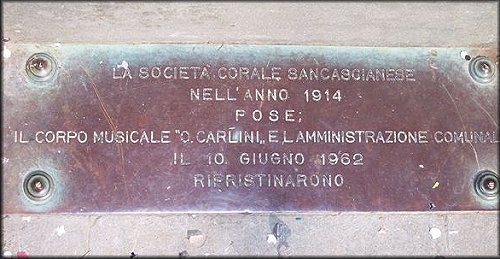 LA SOCIETÀ CORALE SANCASCIANESE
NELL'ANNO 1914
POSE;
IL CORPO MUSICALE "O. CARLINI„ E L'AMMINISTRAZIONE COMUNAL
IL 10 GIUGNO 1962
RIPRISTINARONO